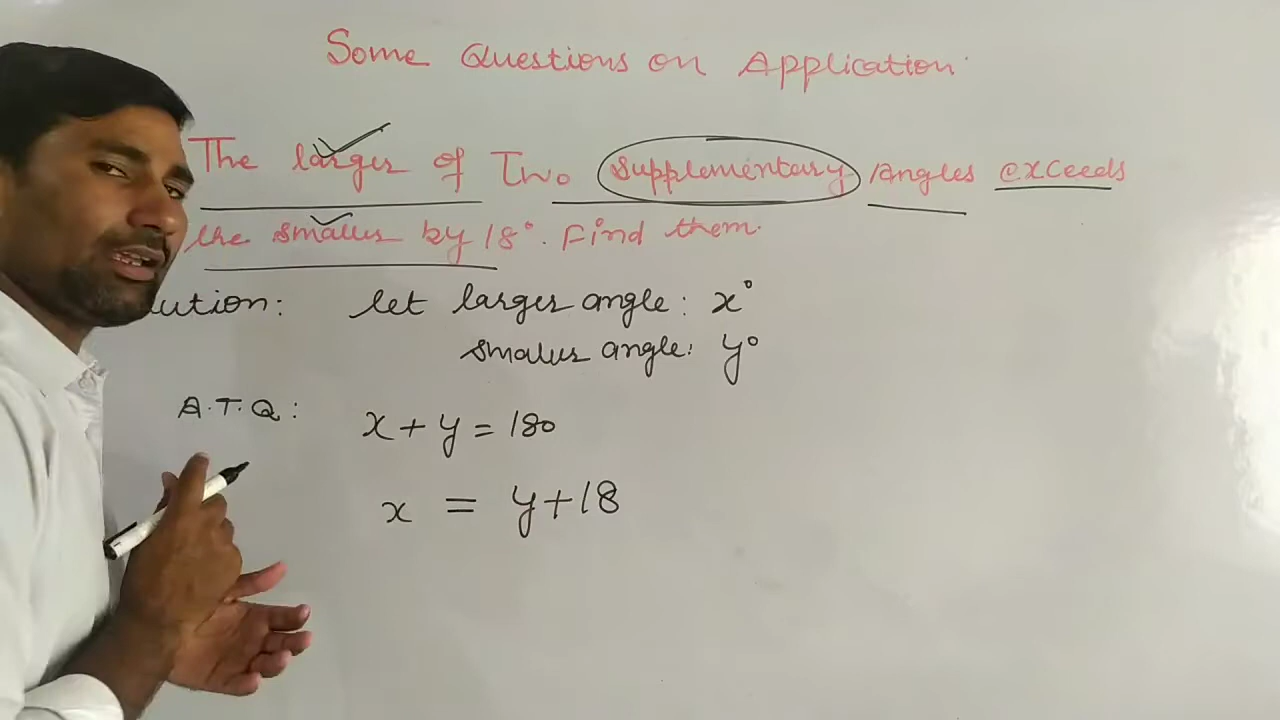 Some Questions on Application.
The larger of Two Supplementary Angles exceeds
the smaller by 18°. Find them.
lution: let larger angle: x°
smaller angle: y°
A.T.Q: x + y = 180
x = y + 18